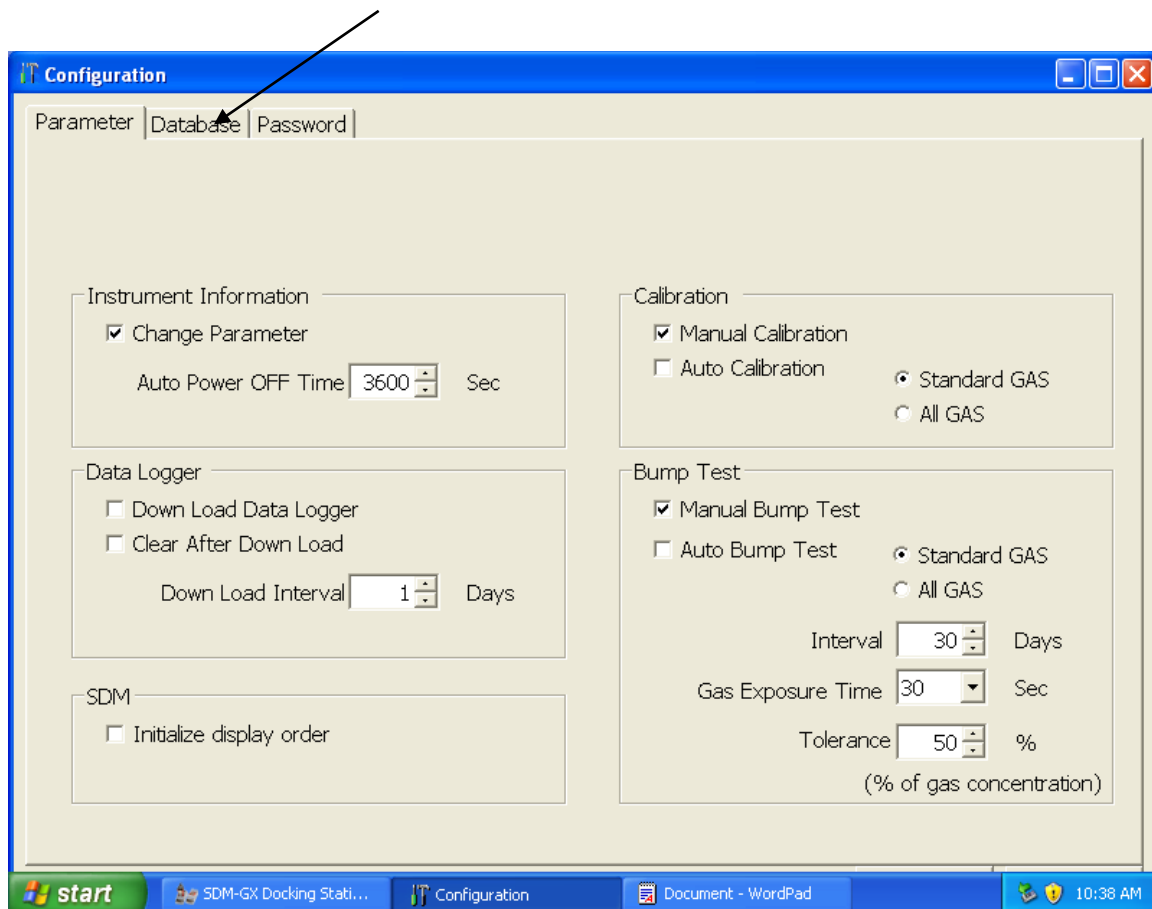 Configuration
Parameter Database Password
Instrument Information
Change Parameter
Auto Power OFF Time 3600 Sec
Data Logger
Down Load Data Logger
Clear After Down Load
Down Load Interval 1 Days
SDM
Initialize display order
Calibration
Manual Calibration
Auto Calibration
Standard GAS
All GAS
Bump Test
Manual Bump Test
Auto Bump Test
Standard GAS
All GAS
Interval 30 Days
Gas Exposure Time 30 Sec
Tolerance 50 %
(% of gas concentration)
start SDM-GX Docking Stati... Configuration Document - WordPad 10:38 AM